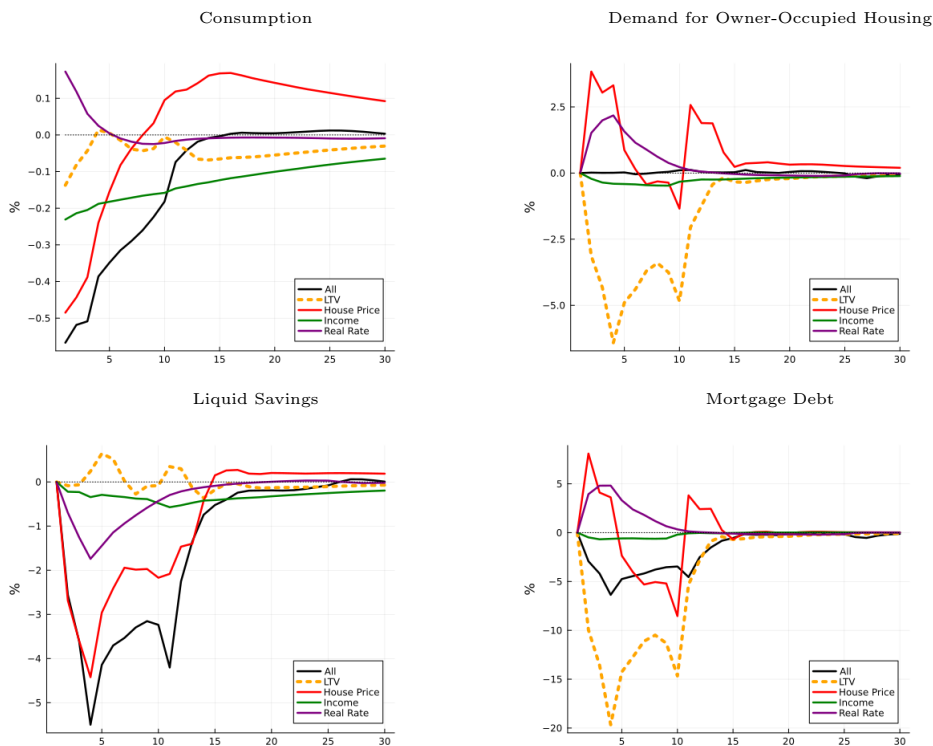 Consumption
%
0.1
0.0
−0.1
−0.2
−0.3
−0.4
−0.5
5
10
15
20
25
30
All
LTV
House Price
Income
Real Rate
Demand for Owner-Occupied Housing
%
2.5
0.0
−2.5
−5.0
5
10
15
20
25
30
All
LTV
House Price
Income
Real Rate
Liquid Savings
%
0
−1
−2
−3
−4
−5
5
10
15
20
25
30
All
LTV
House Price
Income
Real Rate
Mortgage Debt
%
5
0
−5
−10
−15
−20
5
10
15
20
25
30
All
LTV
House Price
Income
Real Rate